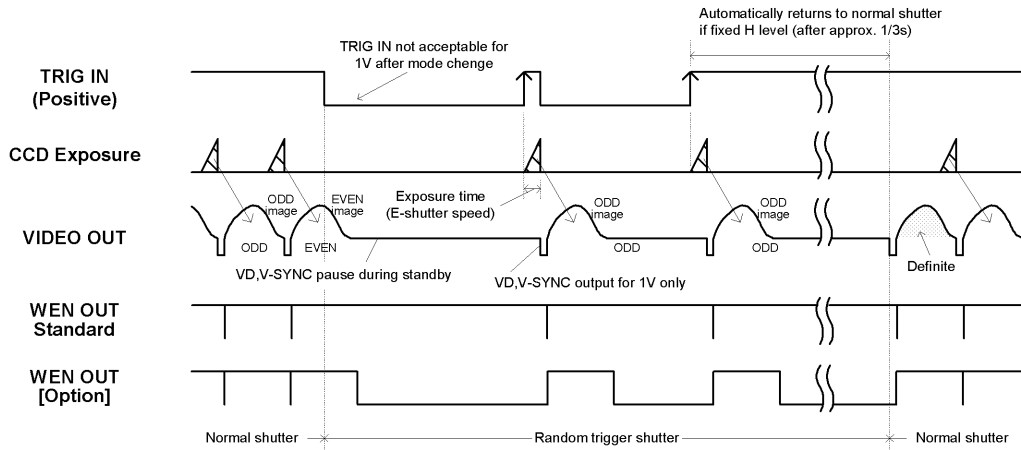 Automatically returns to normal shutter
if fixed H level (after approx. 1/3s)
TRIG IN not acceptable for
1V after mode chenge
TRIG IN
(Positive)
CCD Exposure
Exposure time
(E-shutter speed)
ODD
image
EVEN
image
ODD
image
ODD
image
VIDEO OUT
ODD
EVEN
ODD
ODD
Definite
VD,V-SYNC pause during standby
VD,V-SYNC output for 1V only
WEN OUT
Standard
WEN OUT
[Option]
Normal shutter
Random trigger shutter
Normal shutter